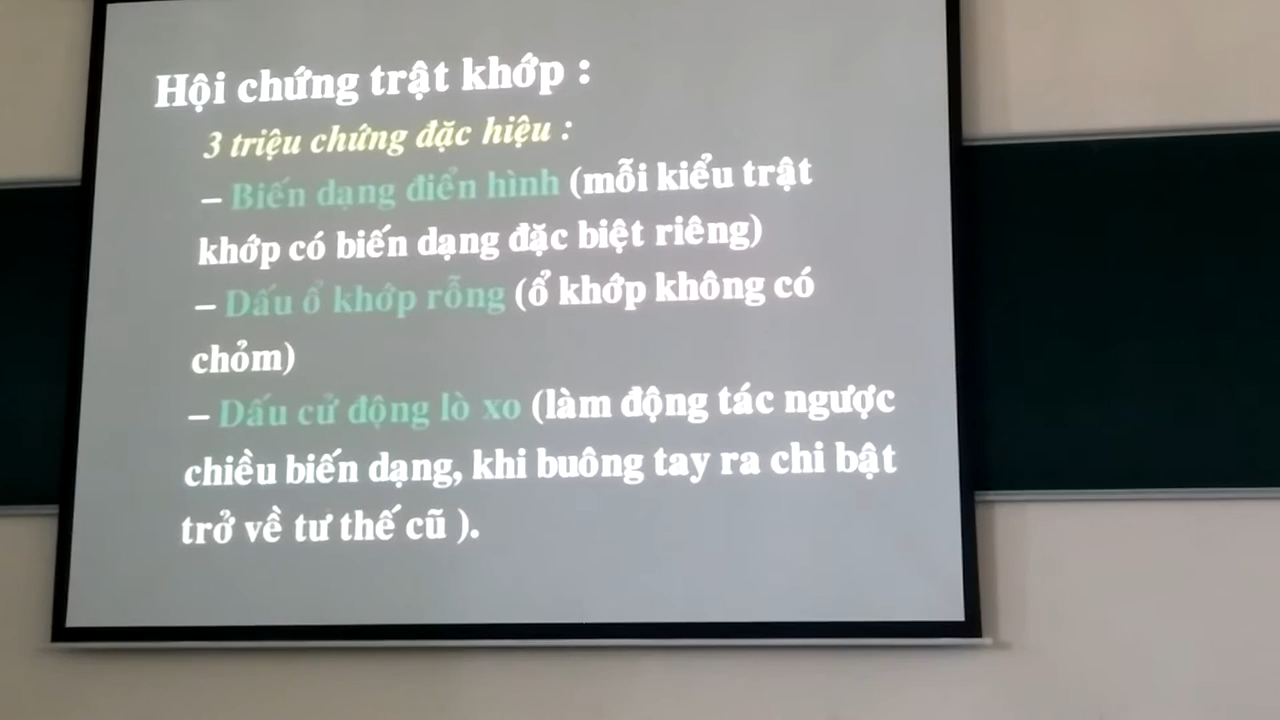 Hội chứng trật khớp :
3 triệu chứng đặc hiệu :
– Biến dạng điển hình (mỗi kiểu trật
khớp có biến dạng đặc biệt riêng)
– Dấu ổ khớp rỗng (ổ khớp không có
chỏm)
– Dấu cử động lò xo (làm động tác ngược
chiều biến dạng, khi buông tay ra chi bật
trở về tư thế cũ ).